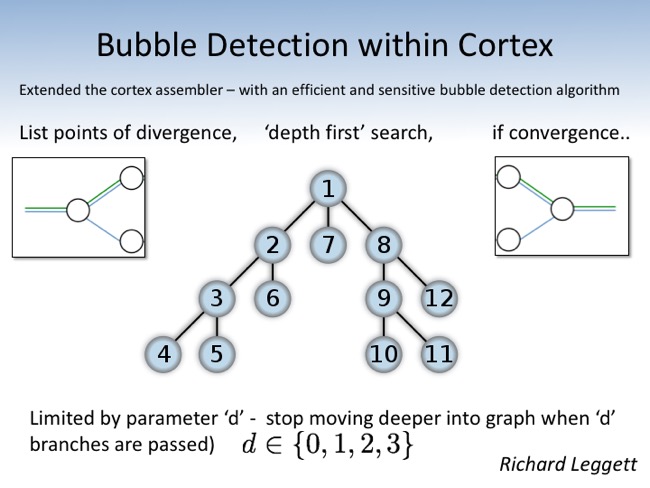 Bubble Detection within Cortex
Extended the cortex assembler – with an efficient and sensitive bubble detection algorithm
List points of divergence, ‘depth first’ search, if convergence..
1
2 7 8
3 6 9 12
4 5 10 11
Limited by parameter ‘d’ - stop moving deeper into graph when ‘d’
branches are passed) d ∈ {0, 1, 2, 3}
Richard Leggett